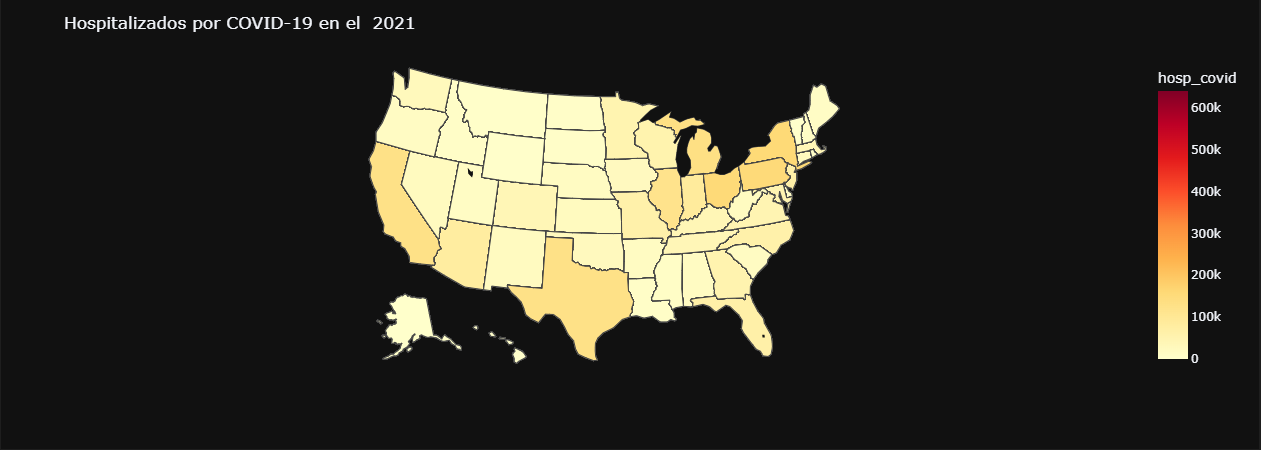 Hospitalizados por COVID-19 en el  2021
hosp_covid
600k
500k
400k
300k
200k
100k
0